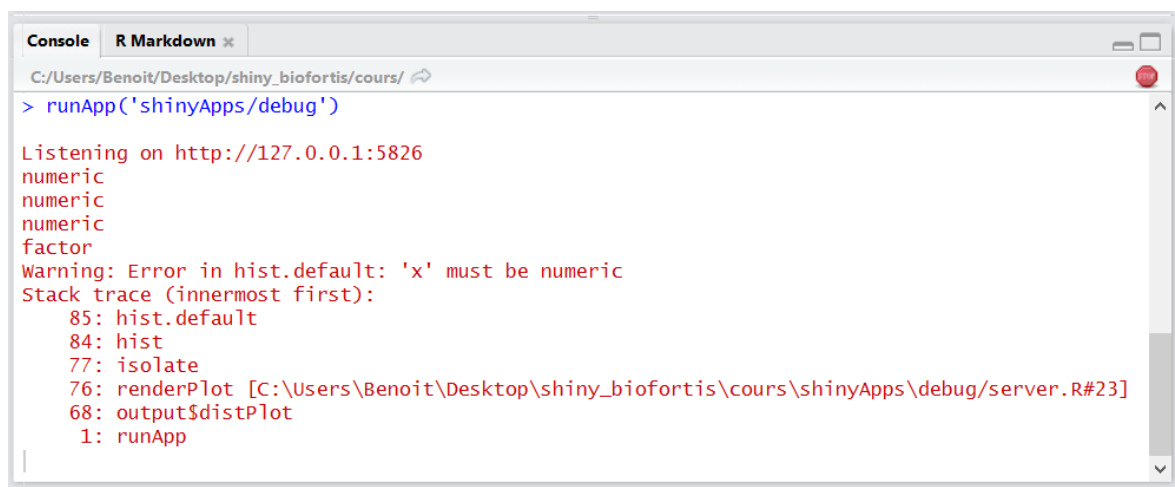 Console R Markdown ×
C:/Users/Benoit/Desktop/shiny_biofortis/cours/ STOP
> runApp('shinyApps/debug')
Listening on http://127.0.0.1:5826
numeric
numeric
numeric
factor
Warning: Error in hist.default: 'x' must be numeric
Stack trace (innermost first):
85: hist.default
84: hist
77: isolate
76: renderPlot [C:\Users\Benoit\Desktop\shiny_biofortis\cours\shinyApps\debug/server.R#23]
68: output$distPlot
1: runApp